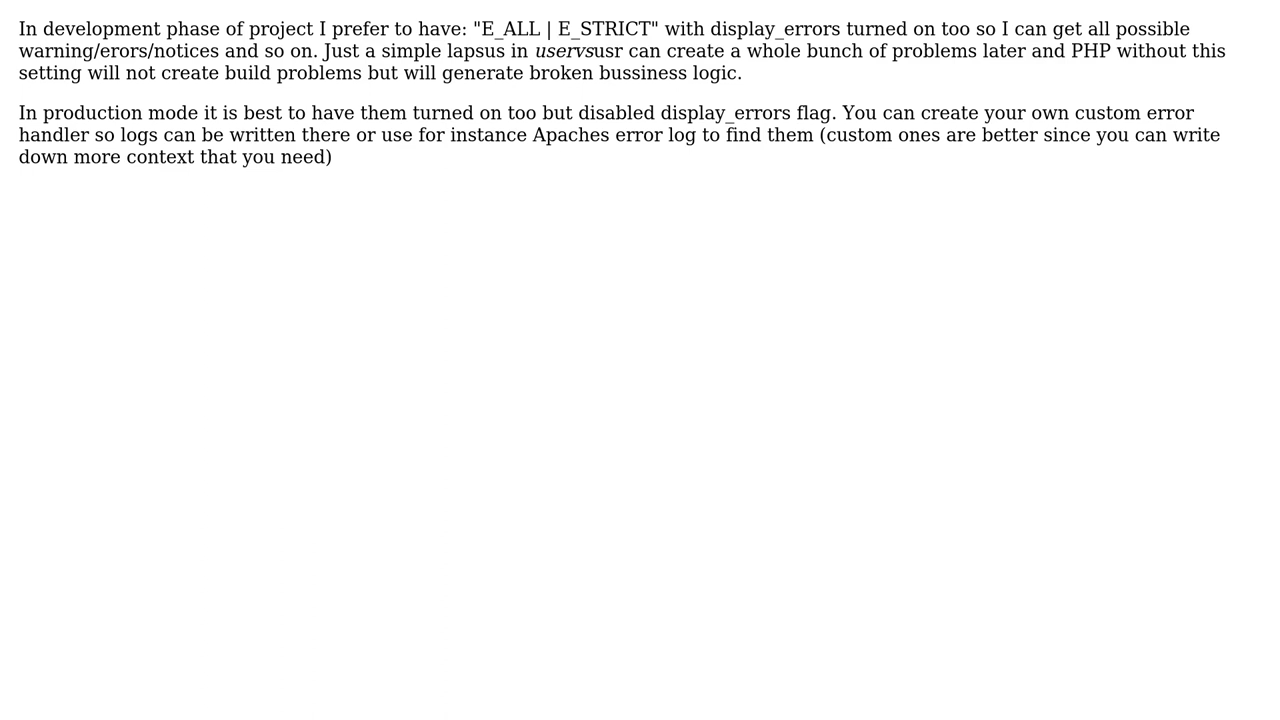 In development phase of project I prefer to have: "E_ALL | E_STRICT" with display_errors turned on too so I can get all possible
warning/erors/notices and so on. Just a simple lapsus in uservsusr can create a whole bunch of problems later and PHP without this
setting will not create build problems but will generate broken bussiness logic.
In production mode it is best to have them turned on too but disabled display_errors flag. You can create your own custom error
handler so logs can be written there or use for instance Apaches error log to find them (custom ones are better since you can write
down more context that you need)